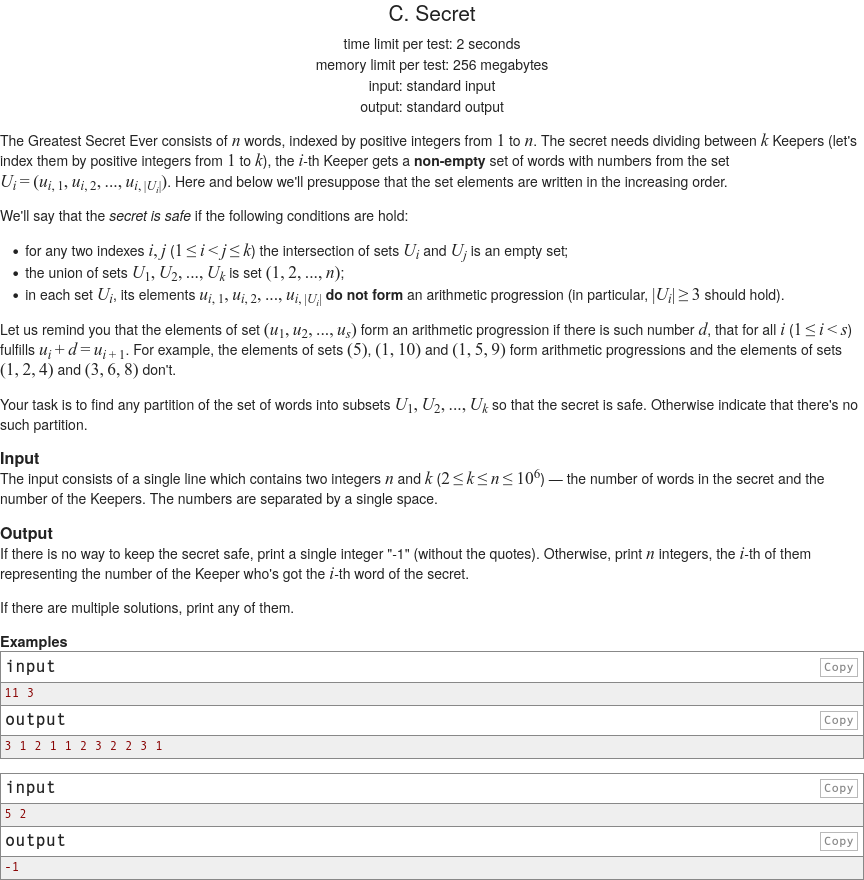 C. Secret
time limit per test: 2 seconds
memory limit per test: 256 megabytes
input: standard input
output: standard output
The Greatest Secret Ever consists of n words, indexed by positive integers from 1 to n. The secret needs dividing between k Keepers (let's
index them by positive integers from 1 to k), the i-th Keeper gets a non-empty set of words with numbers from the set
U_i = (u_{i, 1}, u_{i, 2}, ..., u_{i, |U_i|}). Here and below we'll presuppose that the set elements are written in the increasing order.
We'll say that the secret is safe if the following conditions are hold:
• for any two indexes i, j (1 ≤ i < j ≤ k) the intersection of sets U_i and U_j is an empty set;
• the union of sets U_1, U_2, ..., U_k is set (1, 2, ..., n);
• in each set U_i, its elements u_{i, 1}, u_{i, 2}, ..., u_{i, |U_i|} do not form an arithmetic progression (in particular, |U_i| ≥ 3 should hold).
Let us remind you that the elements of set (u_1, u_2, ..., u_s) form an arithmetic progression if there is such number d, that for all i (1 ≤ i < s)
fulfills u_i + d = u_{i + 1}. For example, the elements of sets (5), (1, 10) and (1, 5, 9) form arithmetic progressions and the elements of sets
(1, 2, 4) and (3, 6, 8) don't.
Your task is to find any partition of the set of words into subsets U_1, U_2, ..., U_k so that the secret is safe. Otherwise indicate that there's no
such partition.
Input
The input consists of a single line which contains two integers n and k (2 ≤ k ≤ n ≤ 10^6) — the number of words in the secret and the
number of the Keepers. The numbers are separated by a single space.
Output
If there is no way to keep the secret safe, print a single integer "-1" (without the quotes). Otherwise, print n integers, the i-th of them
representing the number of the Keeper who's got the i-th word of the secret.
If there are multiple solutions, print any of them.
Examples
input Copy
11 3
output Copy
3 1 2 1 1 2 3 2 2 3 1
input Copy
5 2
output Copy
-1